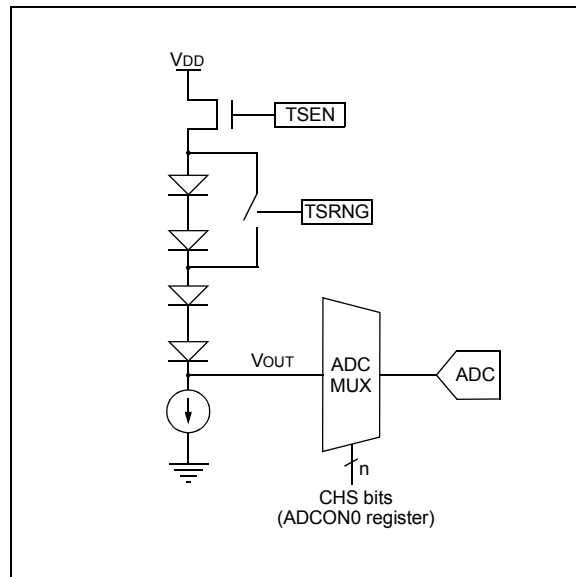 VDD
TSEN
TSRNG
VOUT
ADC
MUX
ADC
n
CHS bits
(ADCON0 register)